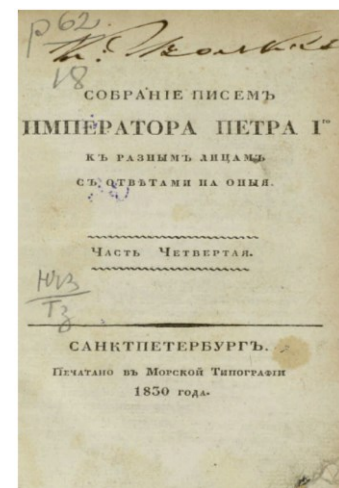 р62
18
СОБРАНІЕ ПИСЕМЪ
ИМПЕРАТОРА ПЕТРА I го
КЪ РАЗНЫМЪ ЛИЦАМЪ
СЪ ОТВѢТАМИ НА ОНЫЯ.
ЧАСТЬ ЧЕТВЕРТАЯ.
САНКТПЕТЕРБУРГЪ.
ПЕЧАТАНО ВЪ МОРСКОЙ ТИПОГРАФІИ
1830 ГОДА.